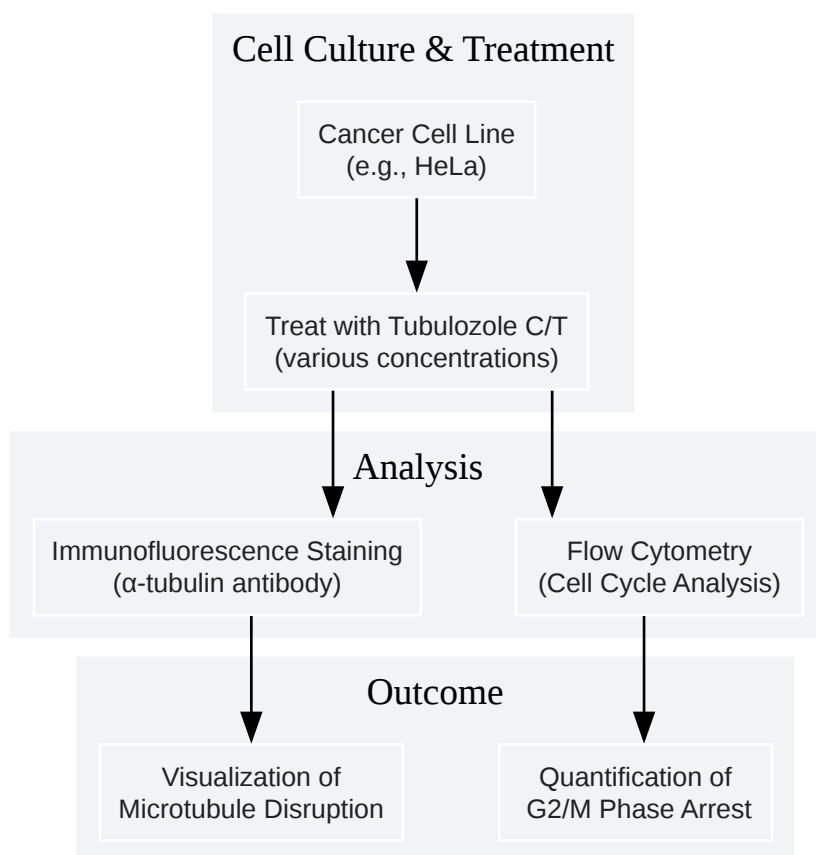 Cell Culture & Treatment
Cancer Cell Line
(e.g., HeLa)
Treat with Tubulozole C/T
(various concentrations)
Analysis
Immunofluorescence Staining
(α-tubulin antibody)
Flow Cytometry
(Cell Cycle Analysis)
Outcome
Visualization of
Microtubule Disruption
Quantification of
G2/M Phase Arrest